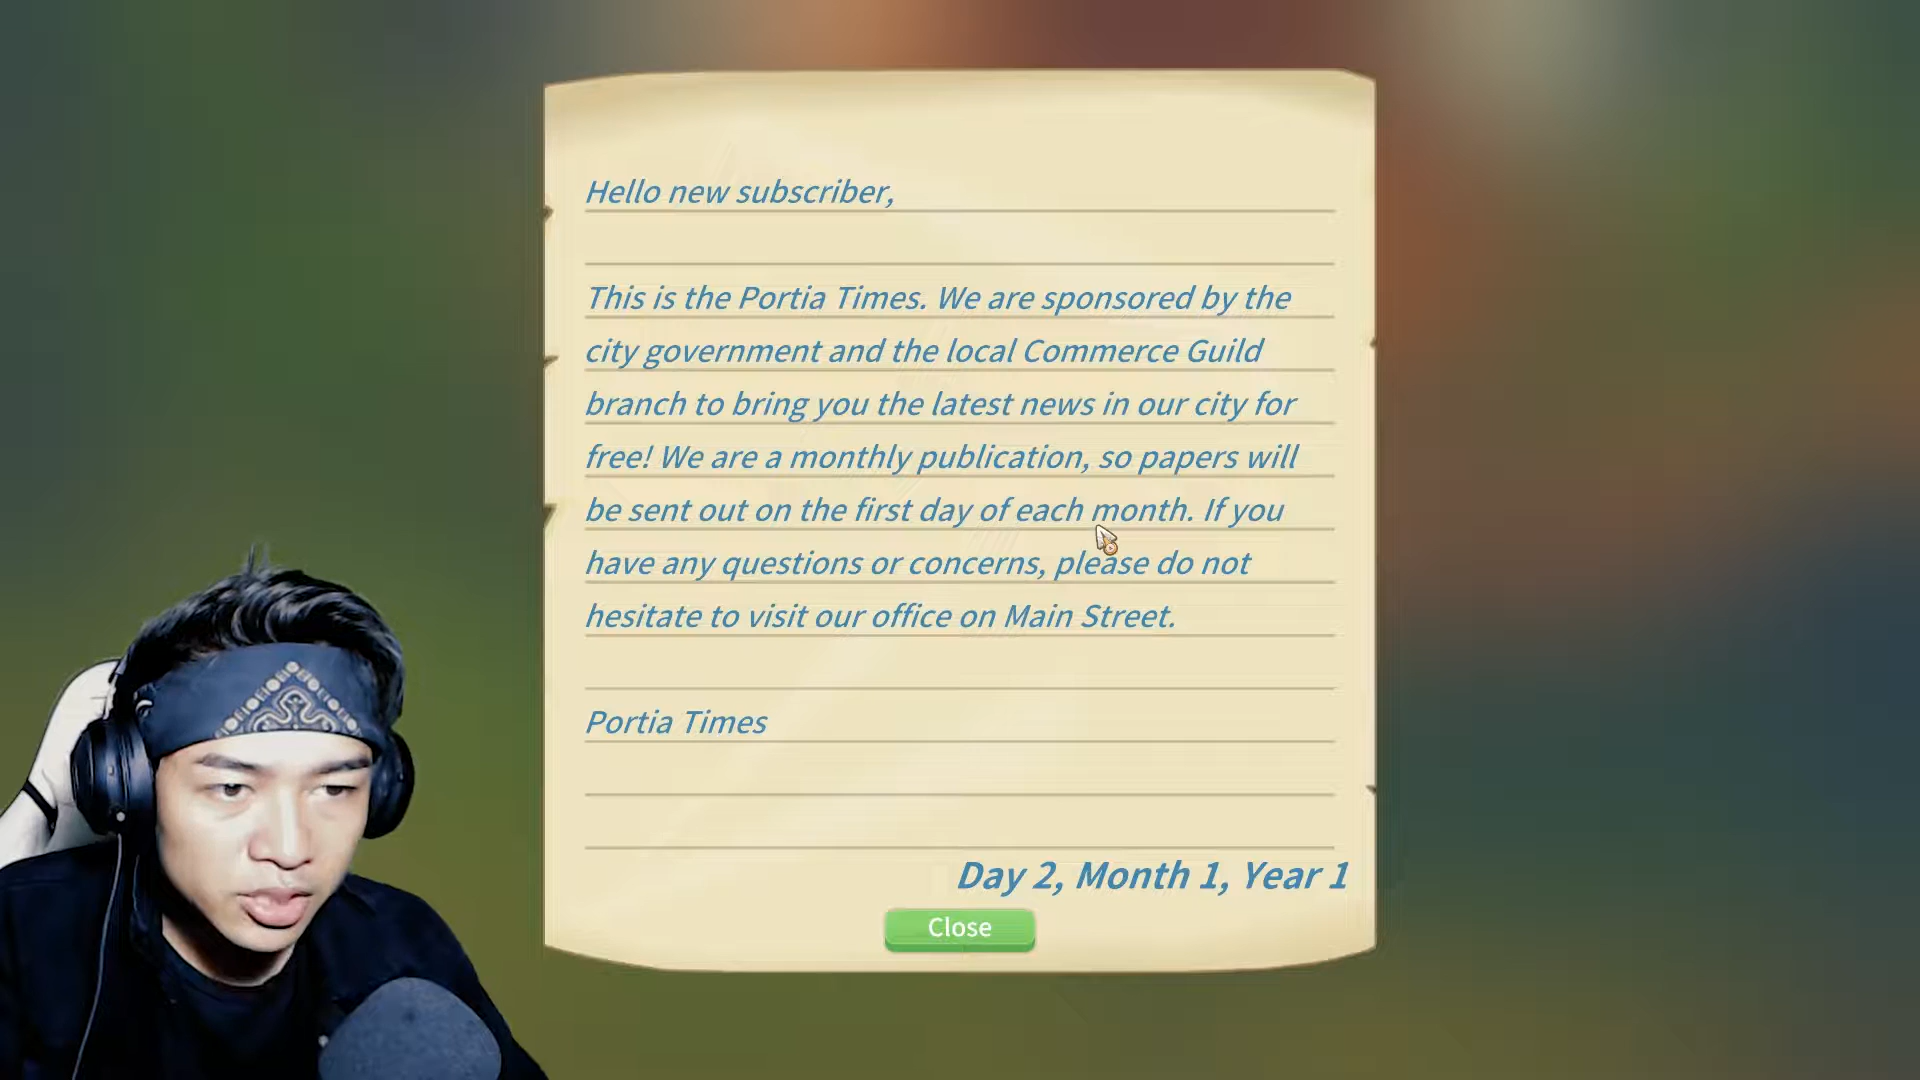 Hello new subscriber,
This is the Portia Times. We are sponsored by the
city government and the local Commerce Guild
branch to bring you the latest news in our city for
free! We are a monthly publication, so papers will
be sent out on the first day of each month. If you
have any questions or concerns, please do not
hesitate to visit our office on Main Street.
Portia Times
Day 2, Month 1, Year 1
Close